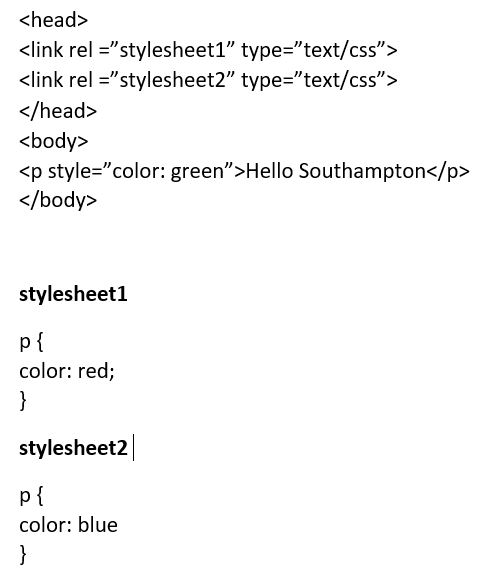 <head>
<link rel =”stylesheet1” type=”text/css”>
<link rel =”stylesheet2” type=”text/css”>
</head>
<body>
<p style=”color: green”>Hello Southampton</p>
</body>
stylesheet1
p {
color: red;
}
stylesheet2
p {
color: blue
}